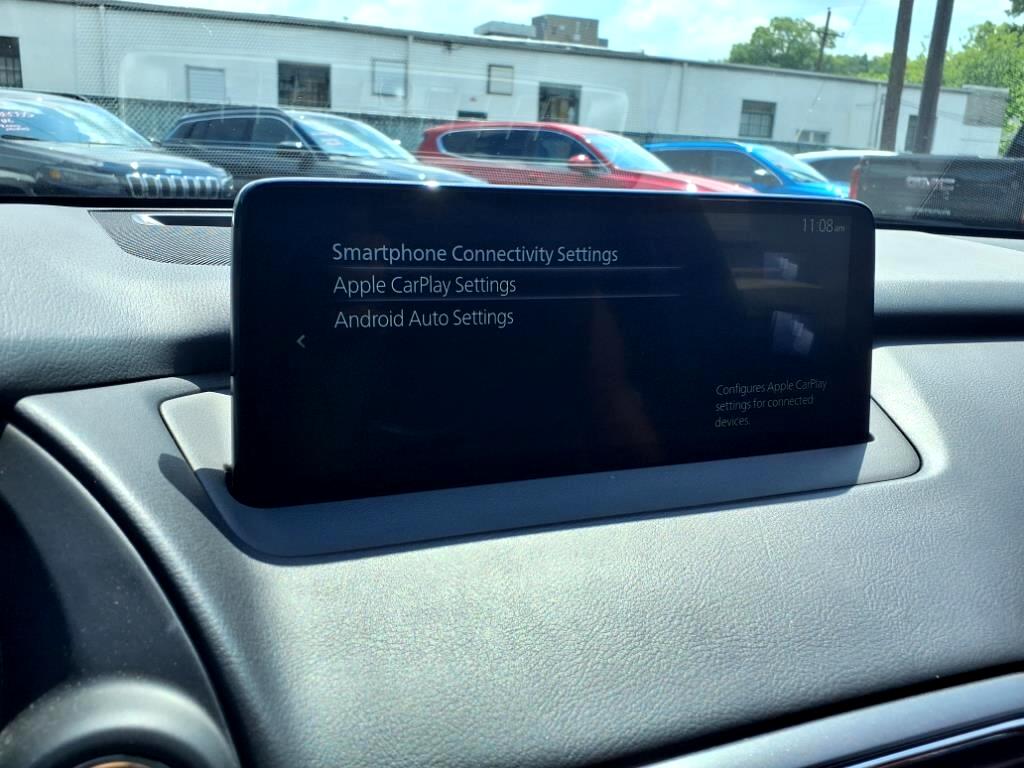 11:08 am
Smartphone Connectivity Settings
Apple CarPlay Settings
Android Auto Settings
Configures Apple CarPlay
settings for connected
devices.
GMC